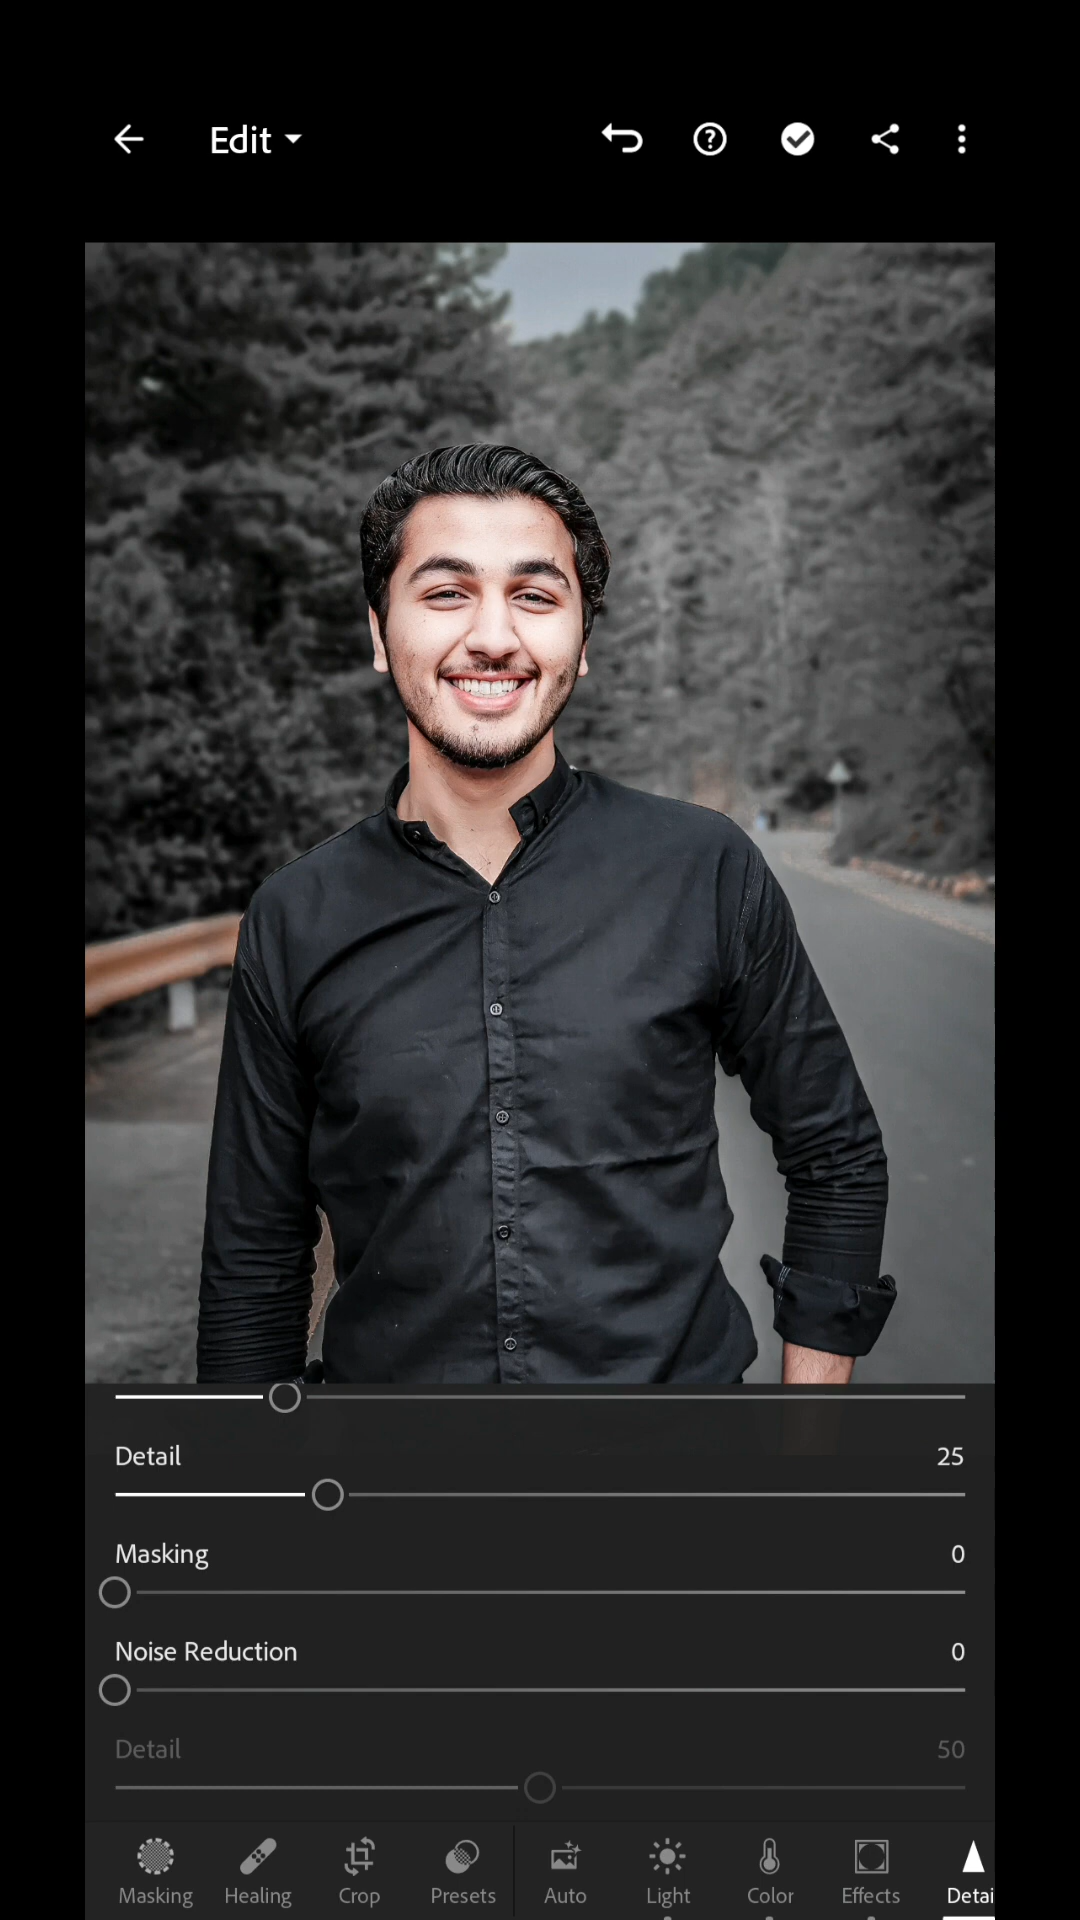 Edit
Detail 25
Masking 0
Noise Reduction 0
Detail 50
Masking Healing Crop Presets Auto Light Color Effects Detai